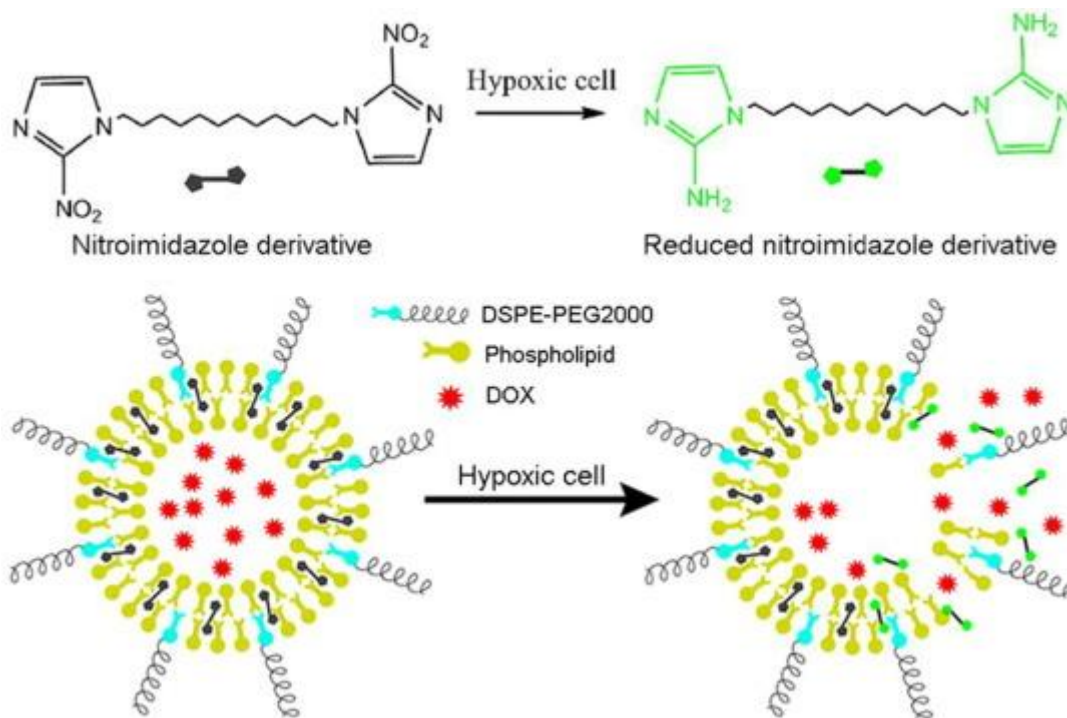 NO₂
N
N
NO₂
N
N
Hypoxic cell
NH₂
N
N
NH₂
N
N
Nitroimidazole derivative
Reduced nitroimidazole derivative
DSPE-PEG2000
Phospholipid
DOX
Hypoxic cell